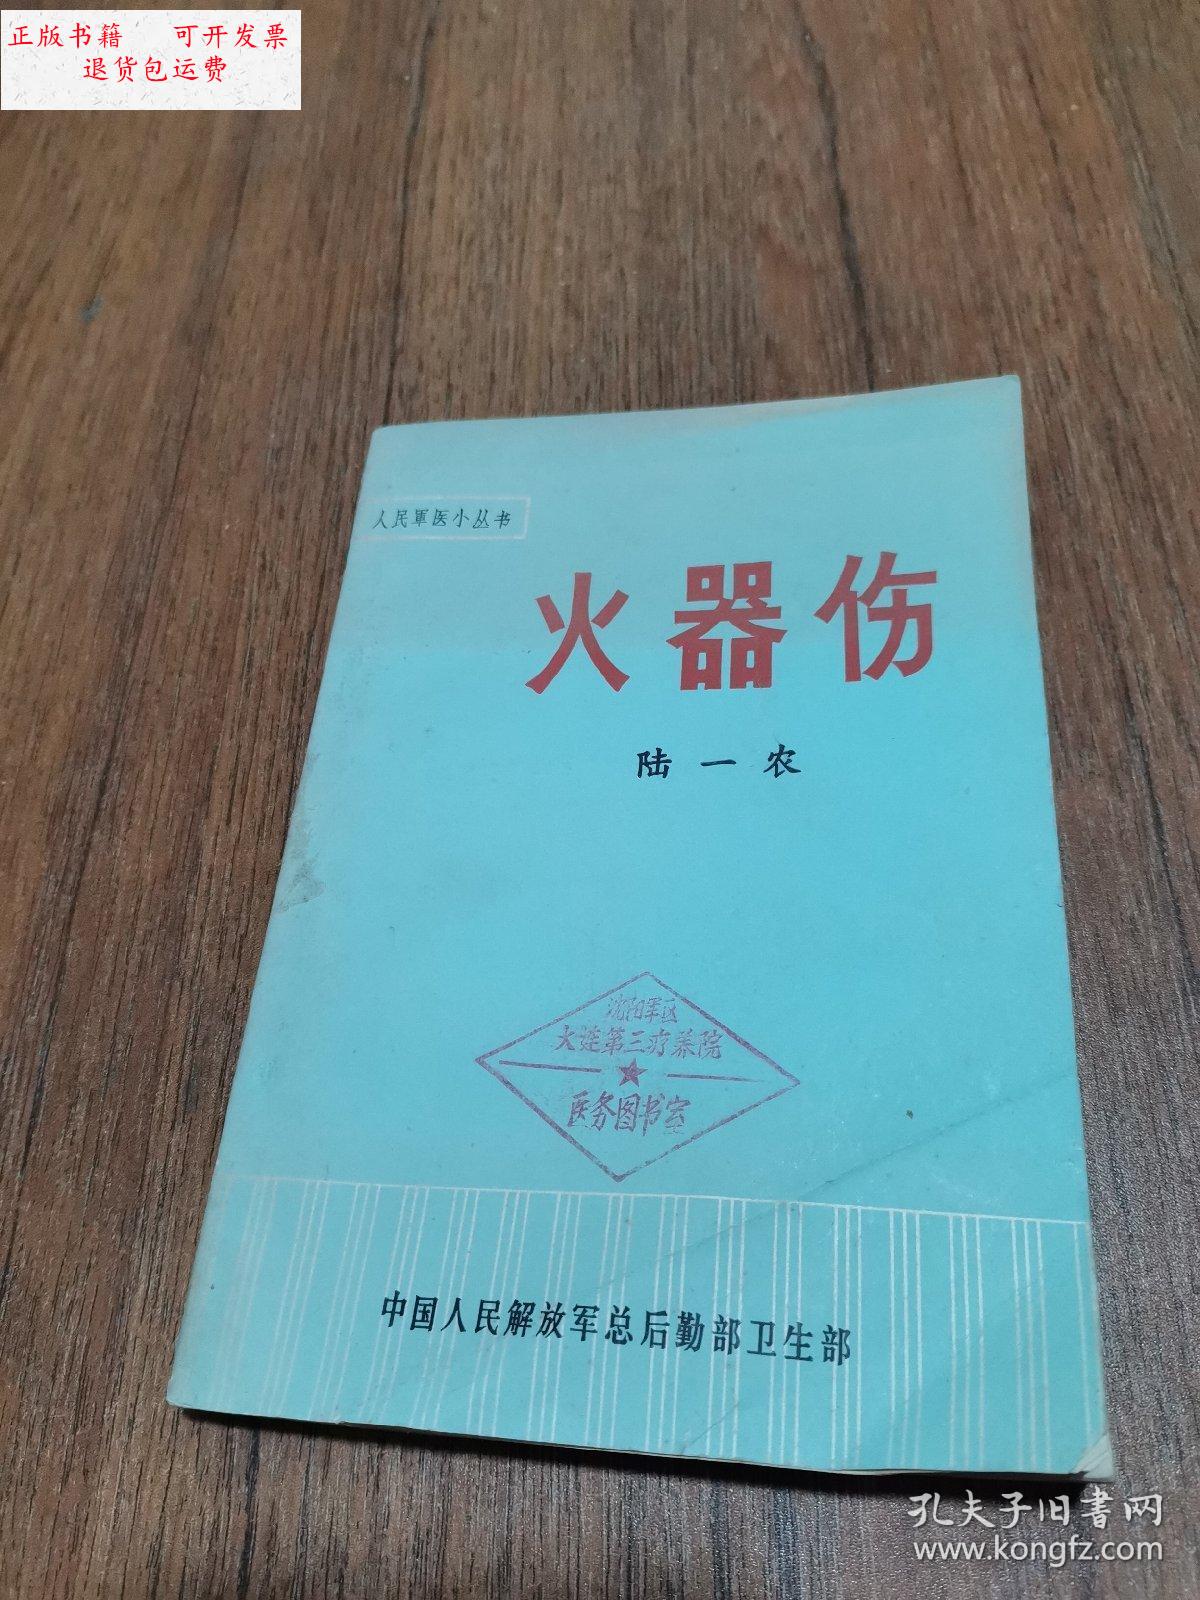 正版书籍 可开发票
退货包运费
人民軍医小丛书
火器伤
陆一农
沈阳军区
大连第三疗养院
医务图书室
中国人民解放军总后勤部卫生部
孔夫子旧書网
www.kongfz.com